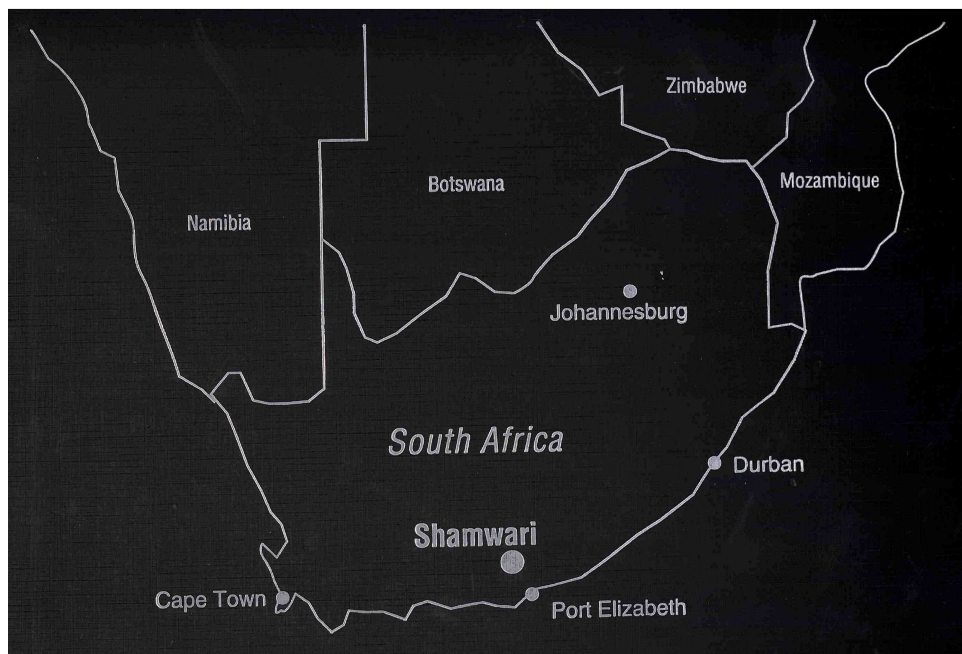 Zimbabwe
Botswana
Mozambique
Namibia
Johannesburg
South Africa
Durban
Shamwari
Cape Town
Port Elizabeth